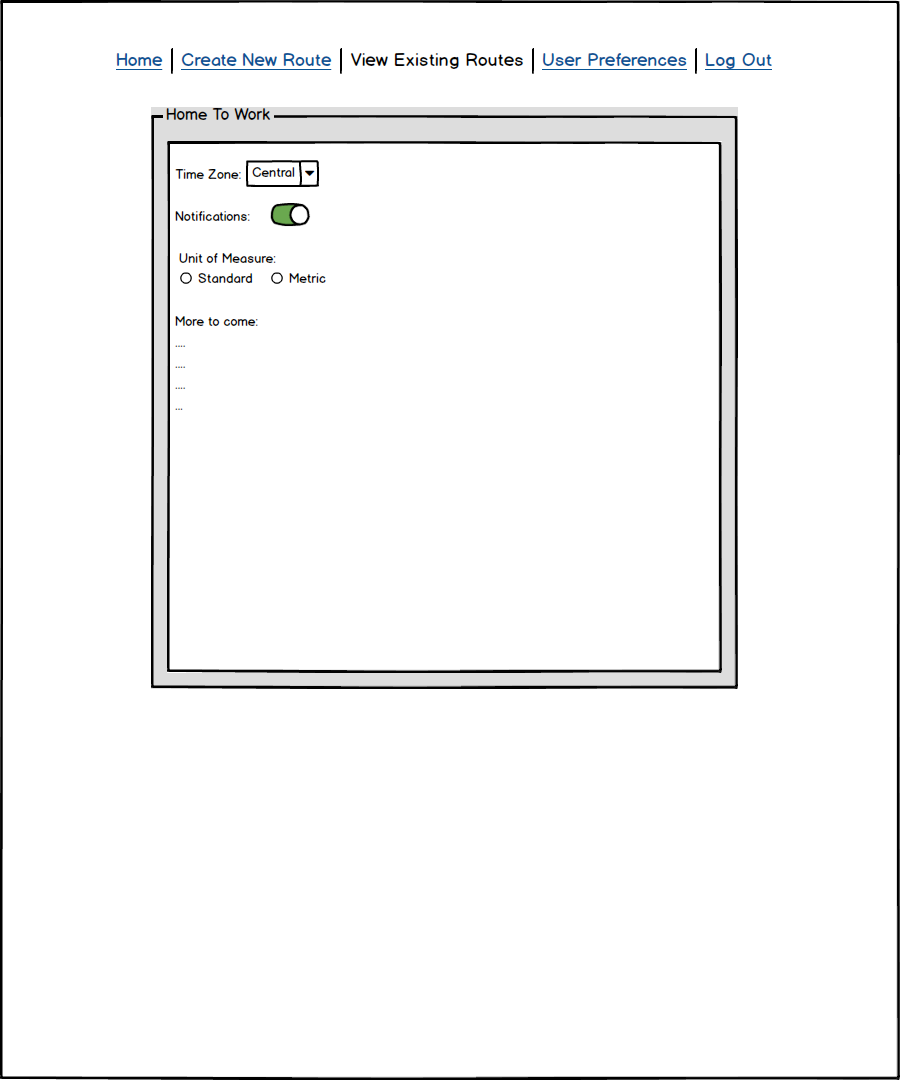 Home | Create New Route | View Existing Routes | User Preferences | Log Out
Home To Work
Time Zone: Central
Notifications:
Unit of Measure:
Standard Metric
More to come:
....
....
....
...